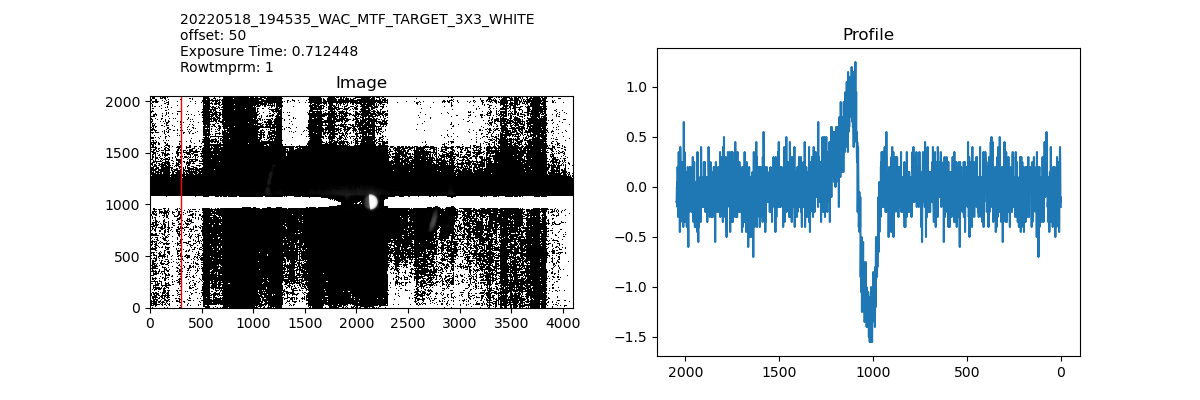 20220518_194535_WAC_MTF_TARGET_3X3_WHITE
offset: 50
Exposure Time: 0.712448
Rowtmprm: 1
Image
2000
1500
1000
500
0
0 500 1000 1500 2000 2500 3000 3500 4000
Profile
1.0
0.5
0.0
−0.5
−1.0
−1.5
2000 1500 1000 500 0